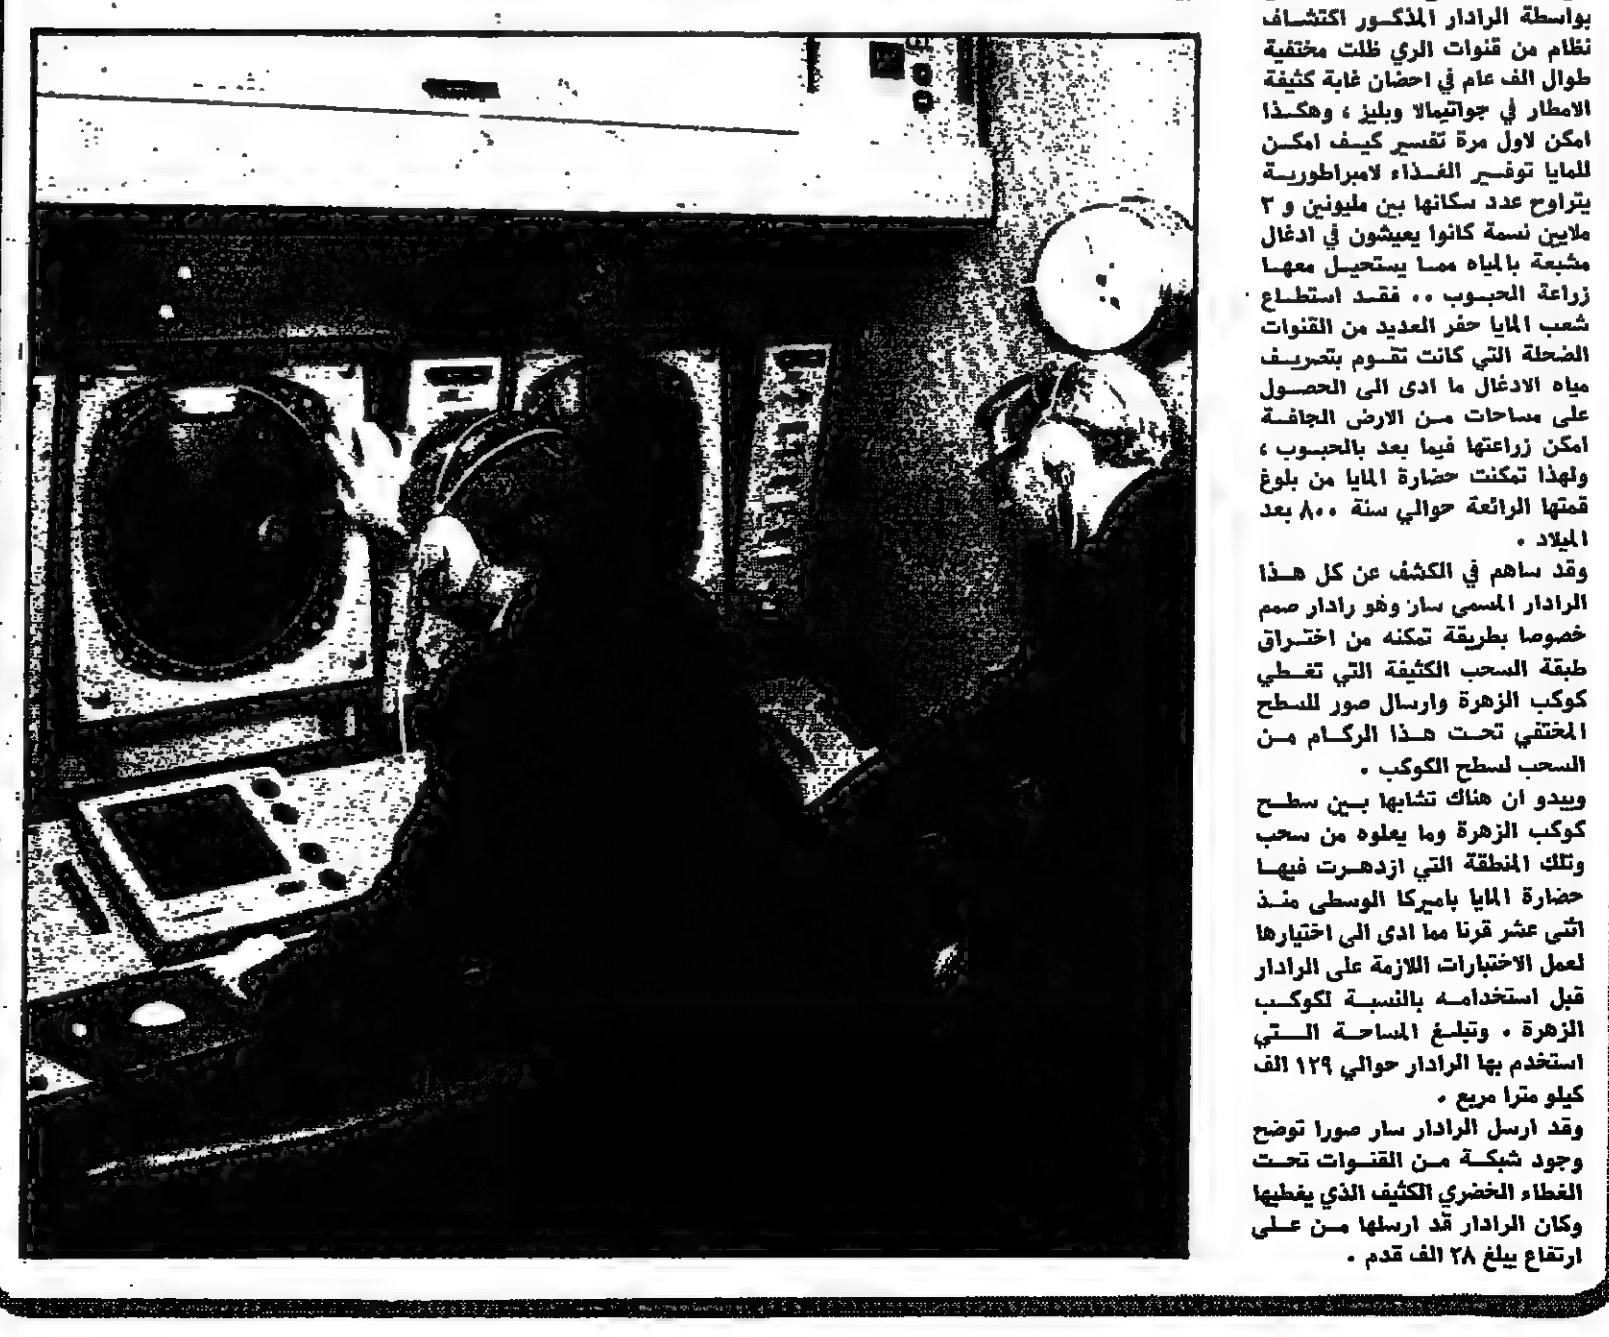 بواسطة الرادار المذكور اكتشاف
نظام من قنوات الري ظلت مختفية
طوال الف عام في احضان غابة كثيفة
الامطار في جواتيمالا وبليز ، وهكذا
امكن لاول مرة تفسير كيف امكن
للمايا توفير الغذاء لامبراطورية
يتراوح عدد سكانها بين مليونين و ٣
ملايين نسمة كانوا يعيشون في ادغال
مشبعة بالمياه مما يستحيل معها
زراعة الحبوب .. فقد استطاع
شعب المايا حفر العديد من القنوات
الضحلة التي كانت تقوم بتصريف
مياه الادغال ما ادى الى الحصول
على مساحات من الارض الجافة
امكن زراعتها فيما بعد بالحبوب ،
ولهذا تمكنت حضارة المايا من بلوغ
قمتها الرائعة حوالي سنة ٨٠٠ بعد
الميلاد .
وقد ساهم في الكشف عن كل هذا
الرادار المسمى سار وهو رادار صمم
خصوصا بطريقة تمكنه من اختراق
طبقة السحب الكثيفة التي تغطي
كوكب الزهرة وارسال صور للسطح
المختفي تحت هذا الركام من
السحب لسطح الكوكب .
ويبدو ان هناك تشابها بين سطح
كوكب الزهرة وما يعلوه من سحب
وتلك المنطقة التي ازدهرت فيها
حضارة المايا باميركا الوسطى منذ
اثنى عشر قرنا مما ادى الى اختيارها
لعمل الاختبارات اللازمة على الرادار
قبل استخدامه بالنسبة لكوكب
الزهرة . وتبلغ المساحة التي
استخدم بها الرادار حوالي ١٢٩ الف
كيلو مترا مربع .
وقد ارسل الرادار سار صورا توضح
وجود شبكة من القنوات تحت
الغطاء الخضري الكثيف الذي يغطيها
وكان الرادار قد ارسلها من على
ارتفاع يبلغ ٢٨ الف قدم .